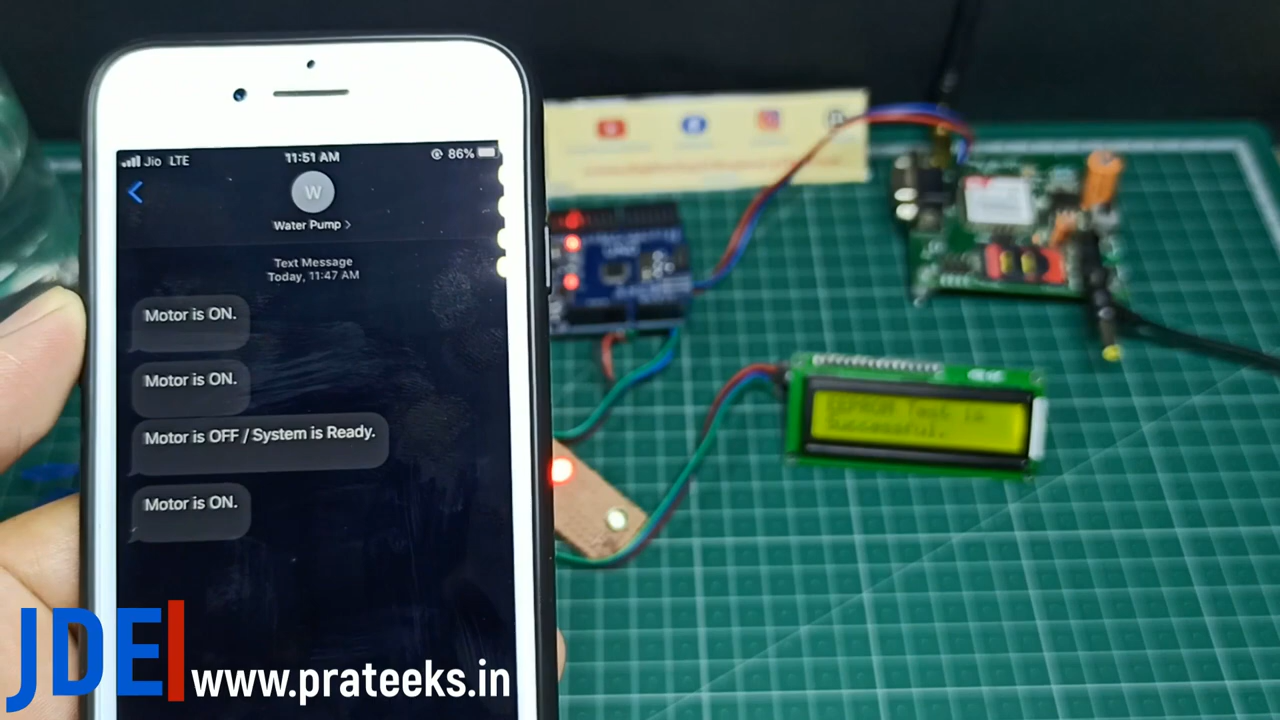 Jio LTE
11:51 AM
86%
W
Water Pump
Text Message
Today, 11:47 AM
Motor is ON.
Motor is ON.
Motor is OFF / System is Ready.
Motor is ON.
EEPROM Test is
Successful.
JDE
www.prateeks.in